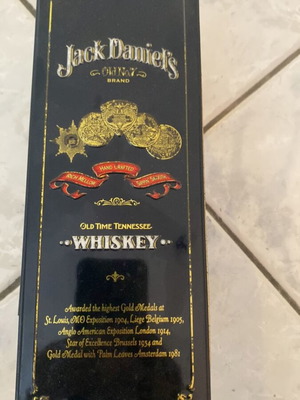 Jack Daniel's
Old No.7
BRAND
HAND CRAFTED
RICH MELLOW
OLD TIME TENNESSEE
WHISKEY
Awarded the highest Gold Medals at
St. Louis, MO Exposition 1904, Liege Belgium 1905,
Anglo American Exposition London 1914,
Star of Excellence Brussels 1954 and
Gold Medal with Palm Leaves Amsterdam 1981